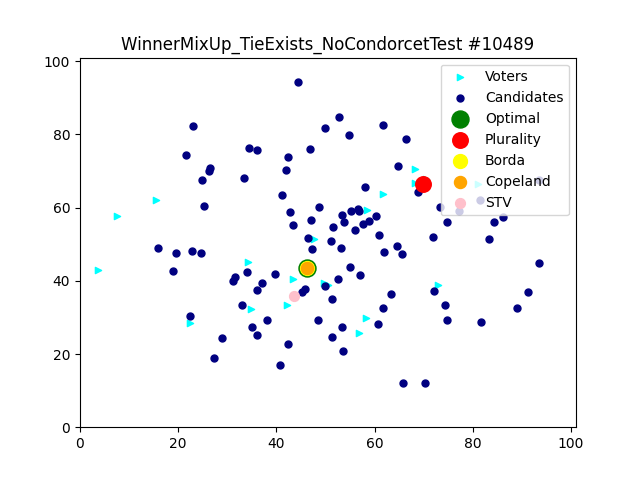 WinnerMixUp_TieExists_NoCondorcetTest #10489
Voters
Candidates
Optimal
Plurality
Borda
Copeland
STV
100
80
60
40
20
0
0 20 40 60 80 100